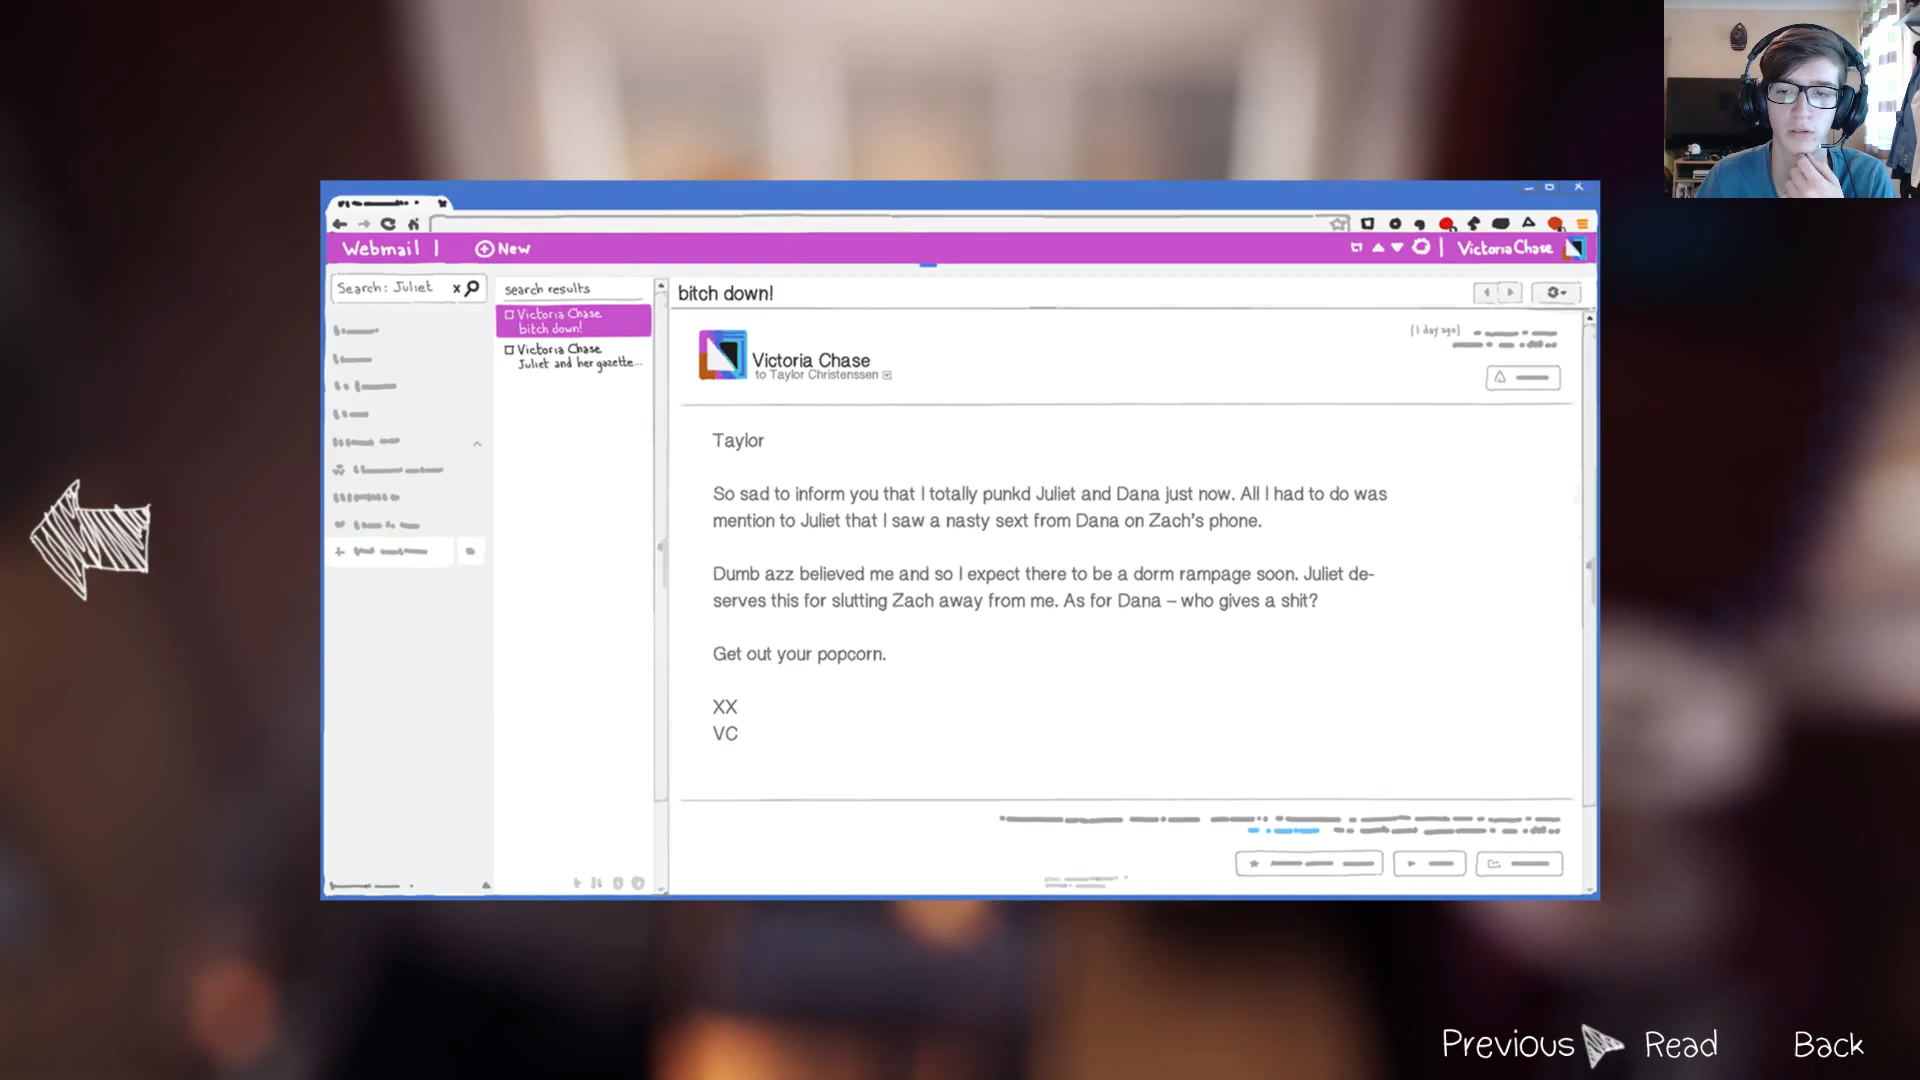 Webmail |
New
Victoria Chase
Search: Juliet x
search results
Victoria Chase
bitch down!
Victoria Chase
Juliet and her gazette...
bitch down!
(1 day ago)
Victoria Chase
to Taylor Christenssen
Taylor
So sad to inform you that I totally punkd Juliet and Dana just now. All I had to do was
mention to Juliet that I saw a nasty sext from Dana on Zach's phone.
Dumb azz believed me and so I expect there to be a dorm rampage soon. Juliet de-
serves this for slutting Zach away from me. As for Dana – who gives a shit?
Get out your popcorn.
XX
VC
Previous
Read
Back